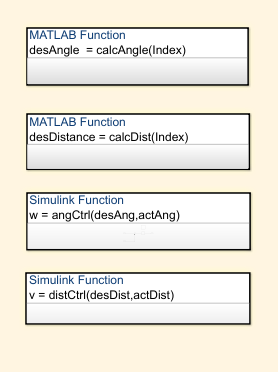 MATLAB Function
desAngle = calcAngle(Index)
MATLAB Function
desDistance = calcDist(Index)
Simulink Function
w = angCtrl(desAng,actAng)
Simulink Function
v = distCtrl(desDist,actDist)